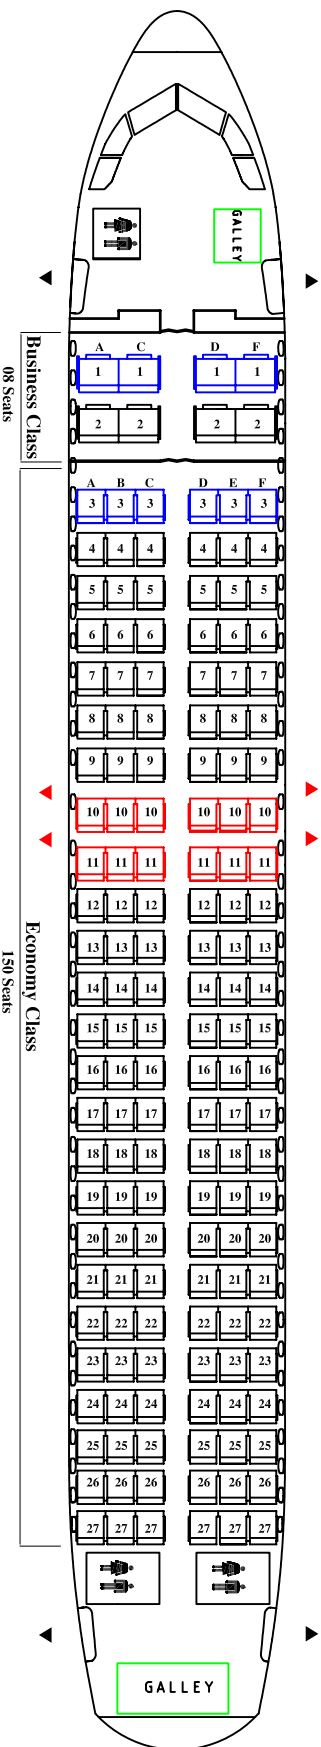 GALLEY
Business Class
08 Seats
A C D F
1 1 1 1
2 2 2 2
A B C D E F
3 3 3 3 3 3
4 4 4 4 4 4
5 5 5 5 5 5
6 6 6 6 6 6
7 7 7 7 7 7
8 8 8 8 8 8
9 9 9 9 9 9
10 10 10 10 10 10
11 11 11 11 11 11
Economy Class
150 Seats
12 12 12 12 12 12
13 13 13 13 13 13
14 14 14 14 14 14
15 15 15 15 15 15
16 16 16 16 16 16
17 17 17 17 17 17
18 18 18 18 18 18
19 19 19 19 19 19
20 20 20 20 20 20
21 21 21 21 21 21
22 22 22 22 22 22
23 23 23 23 23 23
24 24 24 24 24 24
25 25 25 25 25 25
26 26 26 26 26 26
27 27 27 27 27 27
GALLEY